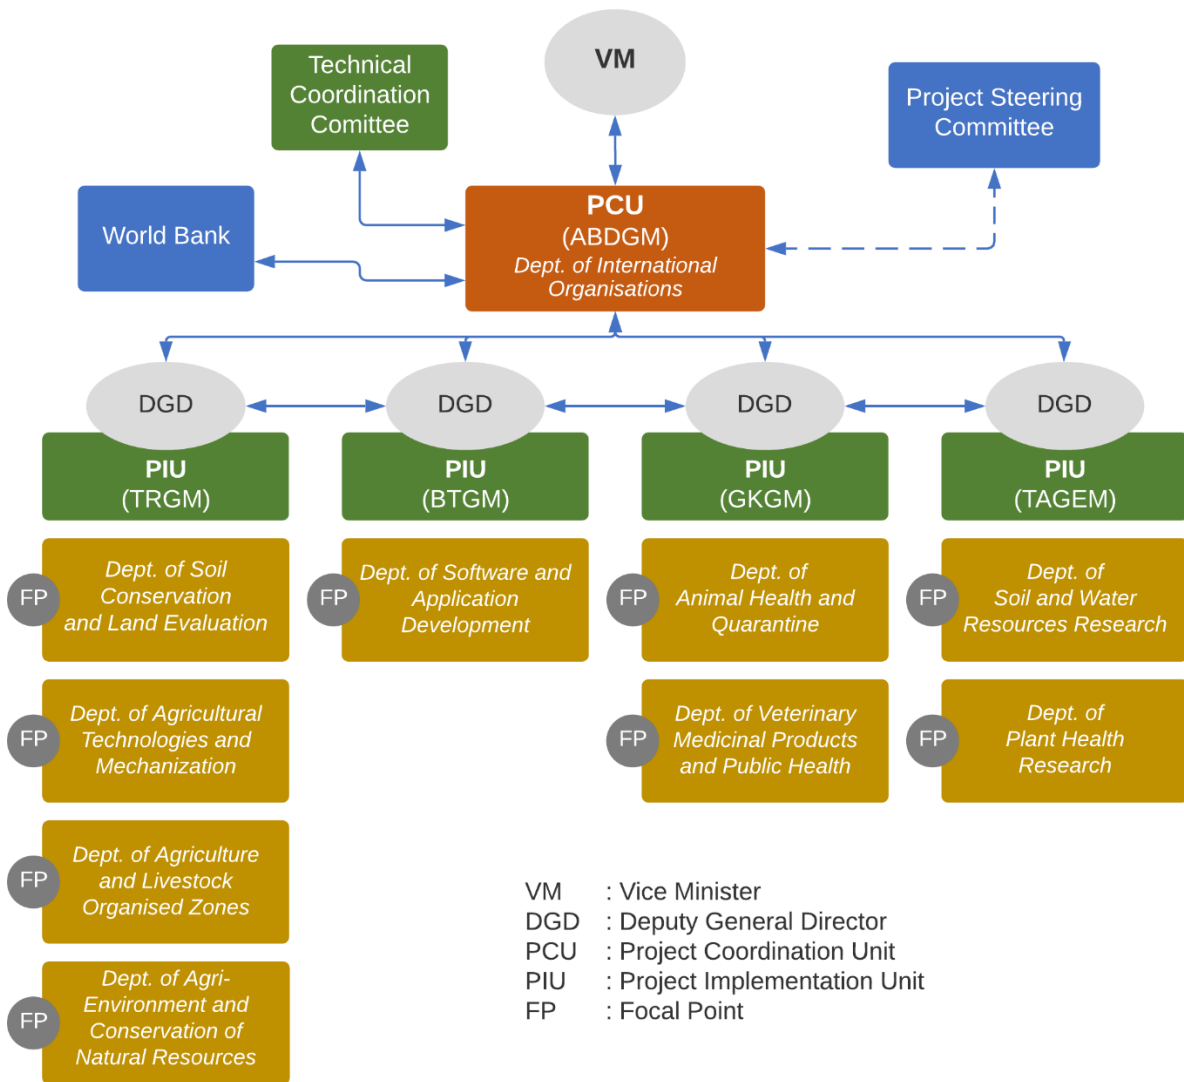 VM
Technical
Coordination
Comittee
Project Steering
Committee
World Bank
PCU
(ABDGM)
Dept. of International
Organisations
DGD
DGD
DGD
DGD
PIU
(TRGM)
PIU
(BTGM)
PIU
(GKGM)
PIU
(TAGEM)
FP
Dept. of Soil
Conservation
and Land Evaluation
FP
Dept. of Software and
Application
Development
FP
Dept. of
Animal Health and
Quarantine
FP
Dept. of
Soil and Water
Resources Research
FP
Dept. of Agricultural
Technologies and
Mechanization
FP
Dept. of Veterinary
Medicinal Products
and Public Health
FP
Dept. of
Plant Health
Research
FP
Dept. of Agriculture
and Livestock
Organised Zones
FP
Dept. of Agri-
Environment and
Conservation of
Natural Resources
VM : Vice Minister
DGD : Deputy General Director
PCU : Project Coordination Unit
PIU : Project Implementation Unit
FP : Focal Point